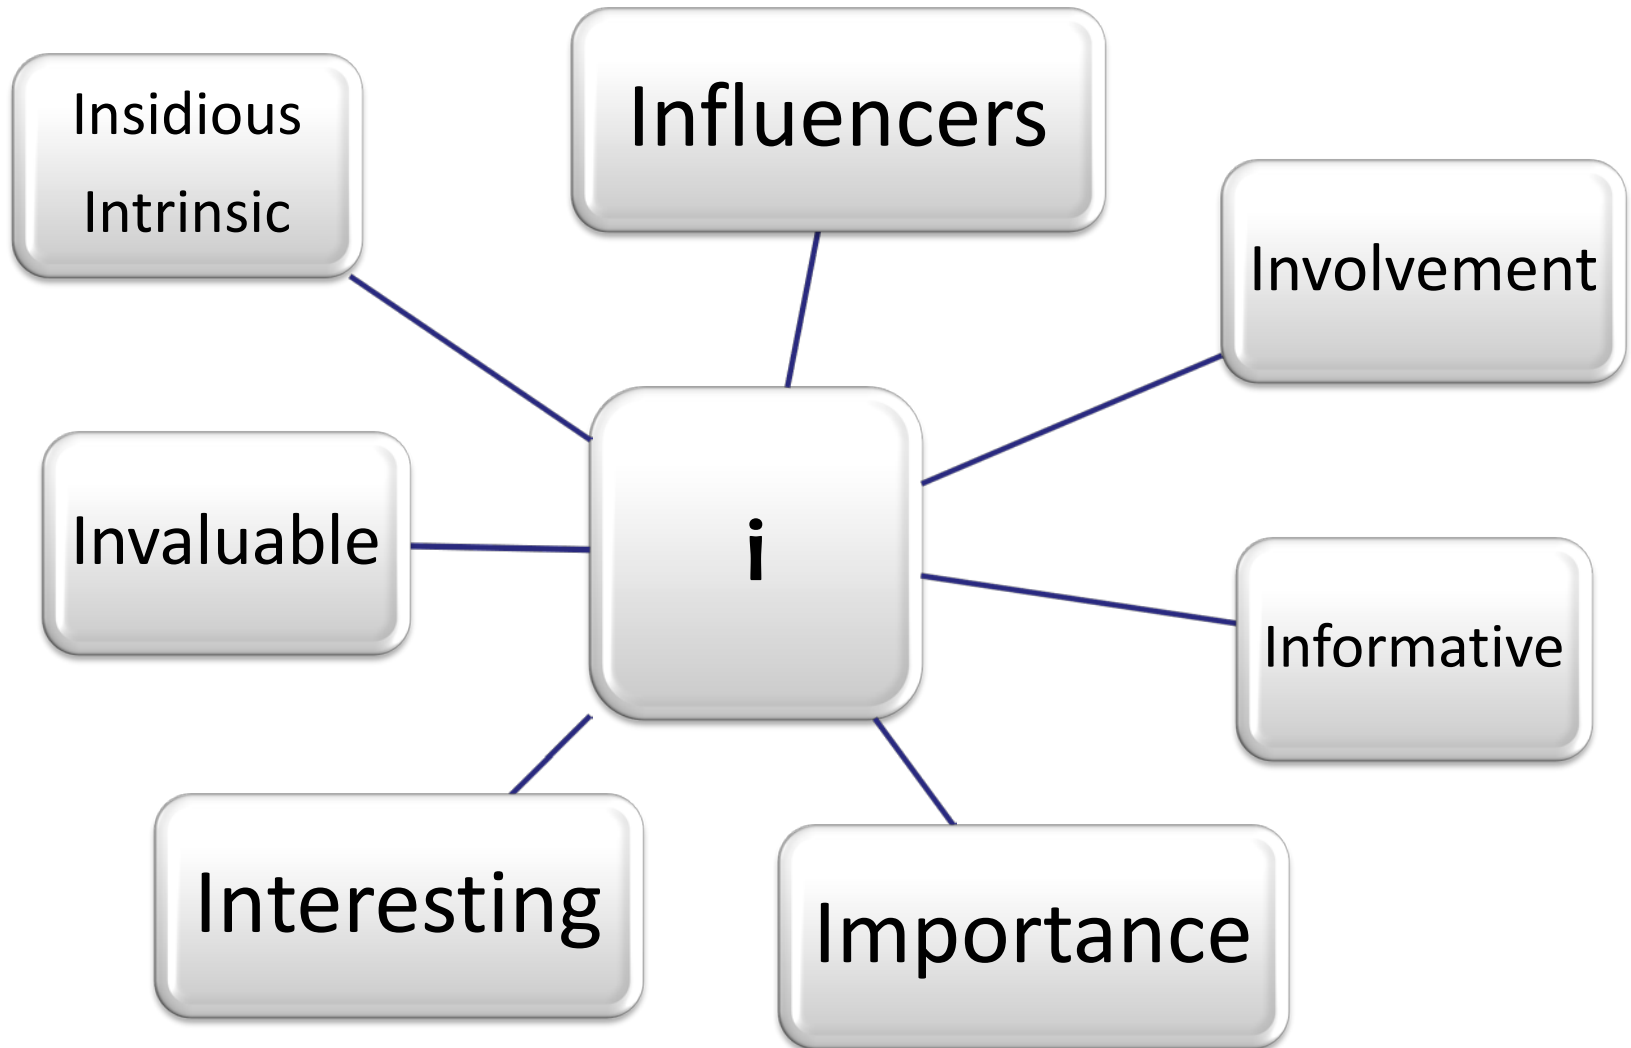 Influencers
Insidious
Intrinsic
Involvement
Invaluable
i
Informative
Interesting
Importance